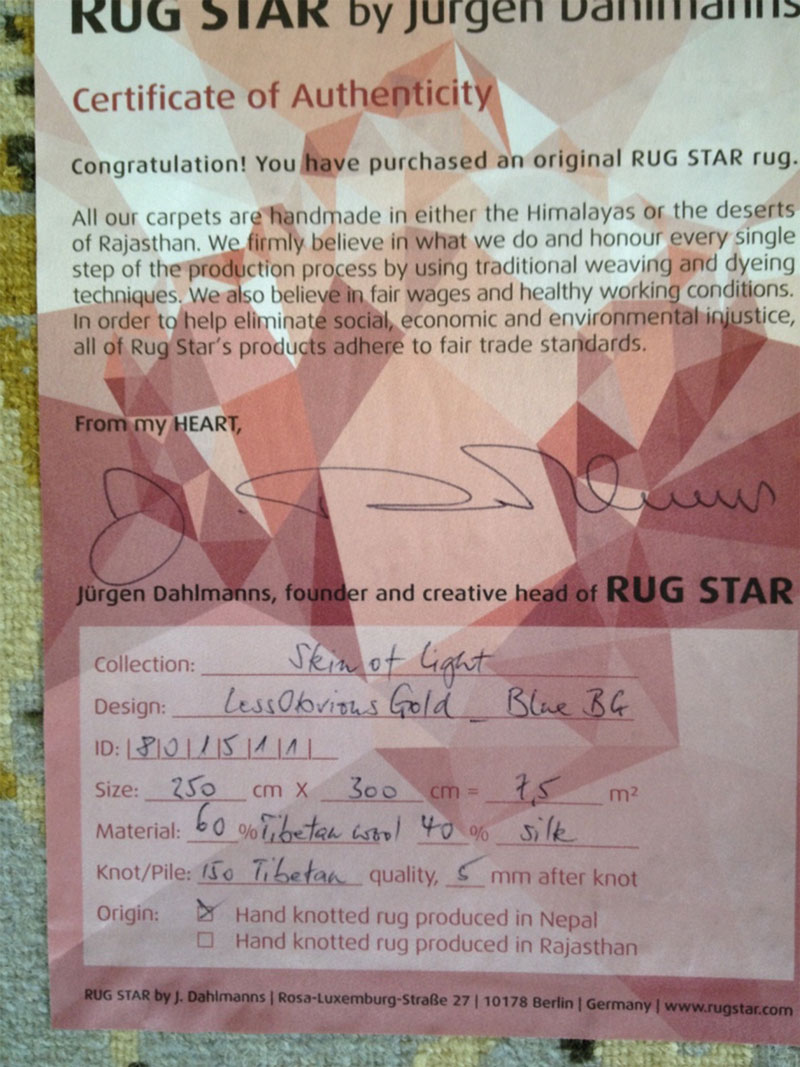 RUG STAR by Jürgen Dahlmanns
Certificate of Authenticity
Congratulation! You have purchased an original RUG STAR rug.
All our carpets are handmade in either the Himalayas or the deserts
of Rajasthan. We firmly believe in what we do and honour every single
step of the production process by using traditional weaving and dyeing
techniques. We also believe in fair wages and healthy working conditions.
In order to help eliminate social, economic and environmental injustice,
all of Rug Star's products adhere to fair trade standards.
From my HEART,
J. Dahlmanns
Jürgen Dahlmanns, founder and creative head of RUG STAR
Collection: Skin of Light
Design: LessObvious Gold _ Blue BG
ID: |8|0|1|5|1|1|
Size: 250 cm X 300 cm = 7,5 m²
Material: 60 % Tibetan wool 40 % silk
Knot/Pile: 150 Tibetan quality, 5 mm after knot
Origin: ☒ Hand knotted rug produced in Nepal
☐ Hand knotted rug produced in Rajasthan
RUG STAR by J. Dahlmanns | Rosa-Luxemburg-Straße 27 | 10178 Berlin | Germany | www.rugstar.com